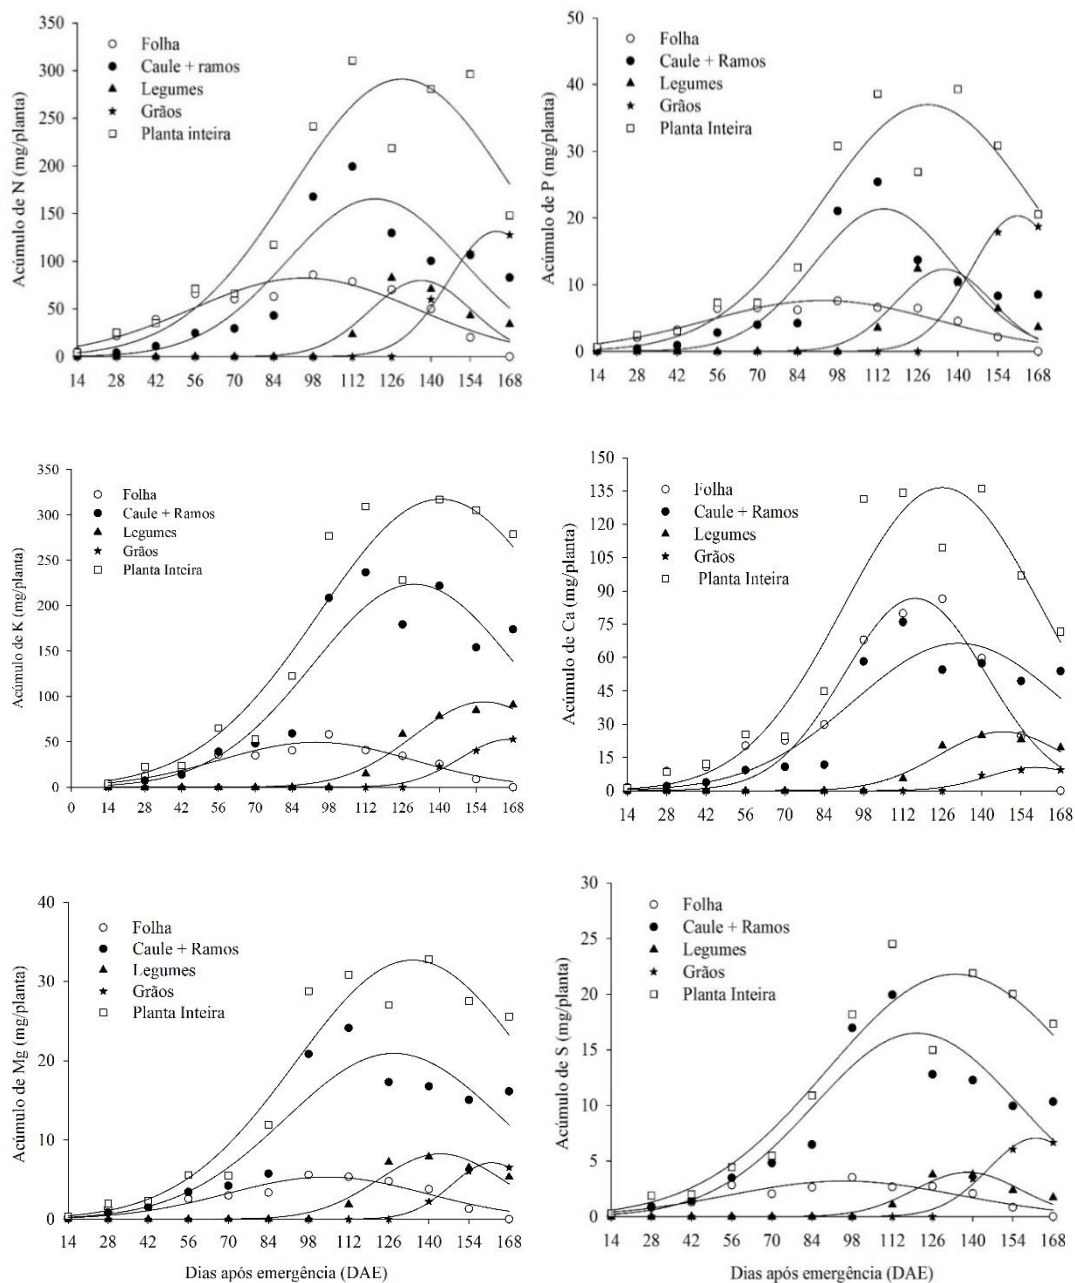 Acúmulo de N (mg/planta)
350
300
250
200
150
100
50
0
Folha
Caule + ramos
Legumes
Grãos
Planta inteira
14 28 42 56 70 84 98 112 126 140 154 168
Acúmulo de P (mg/planta)
50
40
30
20
10
0
Folha
Caule + Ramos
Legumes
Grãos
Planta Inteira
14 28 42 56 70 84 98 112 126 140 154 168
Acúmulo de K (mg/planta)
350
300
250
200
150
100
50
0
Folha
Caule + Ramos
Legumes
Grãos
Planta Inteira
0 14 28 42 56 70 84 98 112 126 140 154 168
Acúmulo de Ca (mg/planta)
150
135
120
105
90
75
60
45
30
15
0
Folha
Caule + Ramos
Legumes
Grãos
Planta Inteira
14 28 42 56 70 84 98 112 126 140 154 168
Acúmulo de Mg (mg/planta)
40
30
20
10
0
Folha
Caule + Ramos
Legumes
Grãos
Planta Inteira
14 28 42 56 70 84 98 112 126 140 154 168
Dias após emergência (DAE)
Acúmulo de S (mg/planta)
30
25
20
15
10
5
0
Folha
Caule + Ramos
Legumes
Grãos
Planta Inteira
14 28 42 56 70 84 98 112 126 140 154 168
Dias após emergência (DAE)